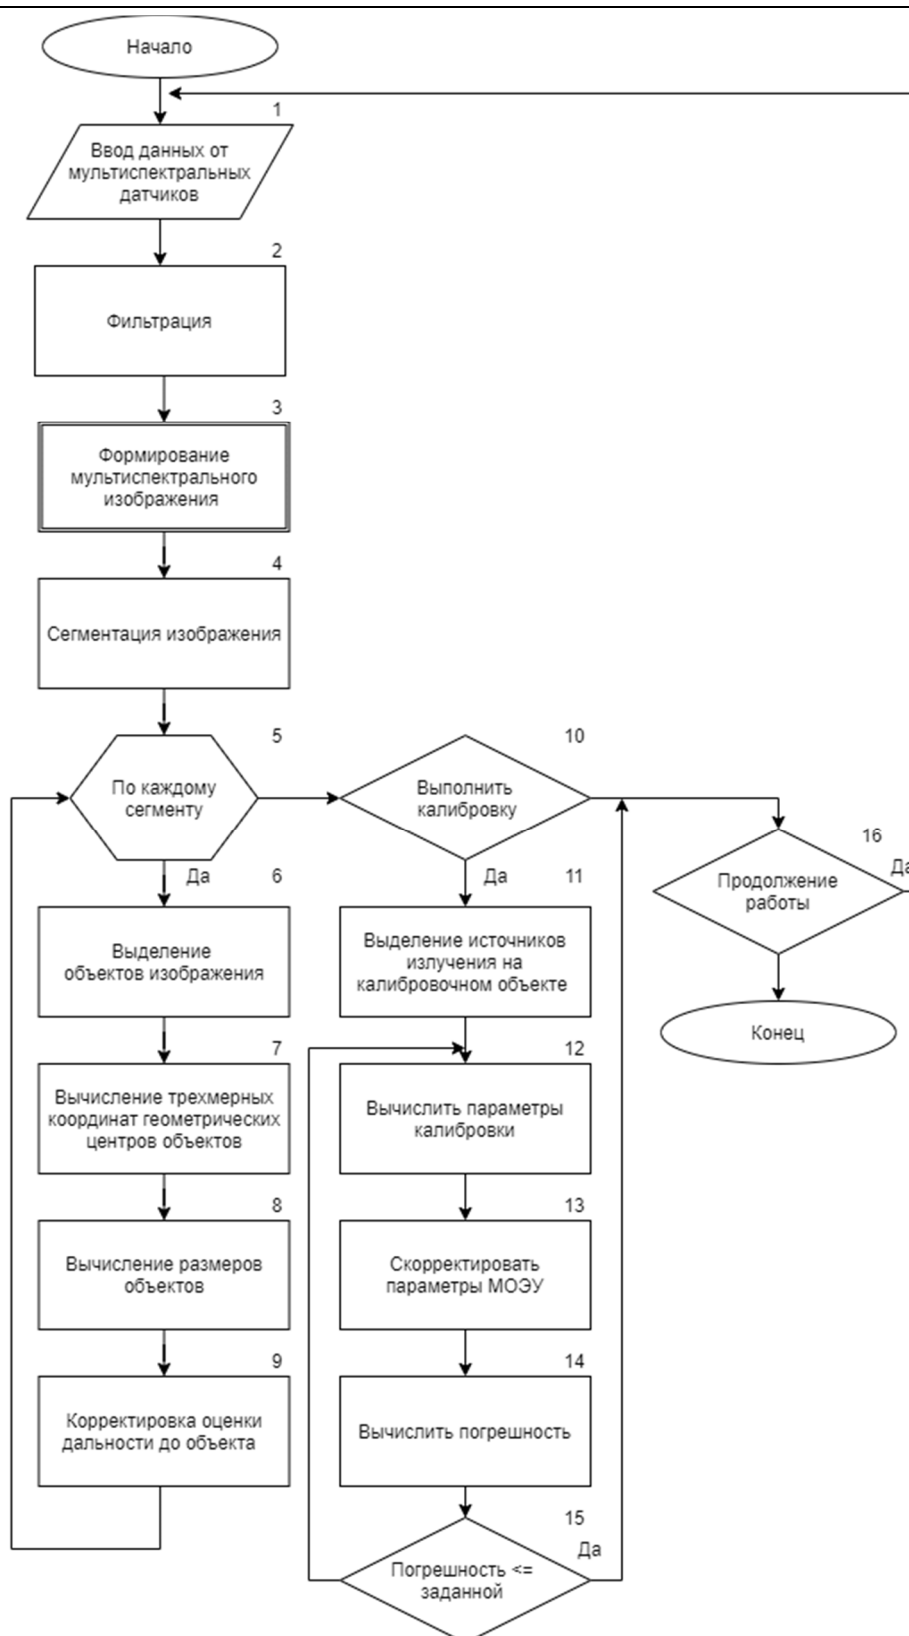 Начало
1
Ввод данных от
мультиспектральных
датчиков
2
Фильтрация
3
Формирование
мультиспектрального
изображения
4
Сегментация изображения
5
По каждому
сегменту
Да
6
Выделение
объектов изображения
7
Вычисление трехмерных
координат геометрических
центров объектов
8
Вычисление размеров
объектов
9
Корректировка оценки
дальности до объекта
10
Выполнить
калибровку
Да
11
Выделение источников
излучения на
калибровочном объекте
12
Вычислить параметры
калибровки
13
Скорректировать
параметры МОЭУ
14
Вычислить погрешность
15
Погрешность <=
заданной
Да
16
Продолжение
работы
Да
Конец